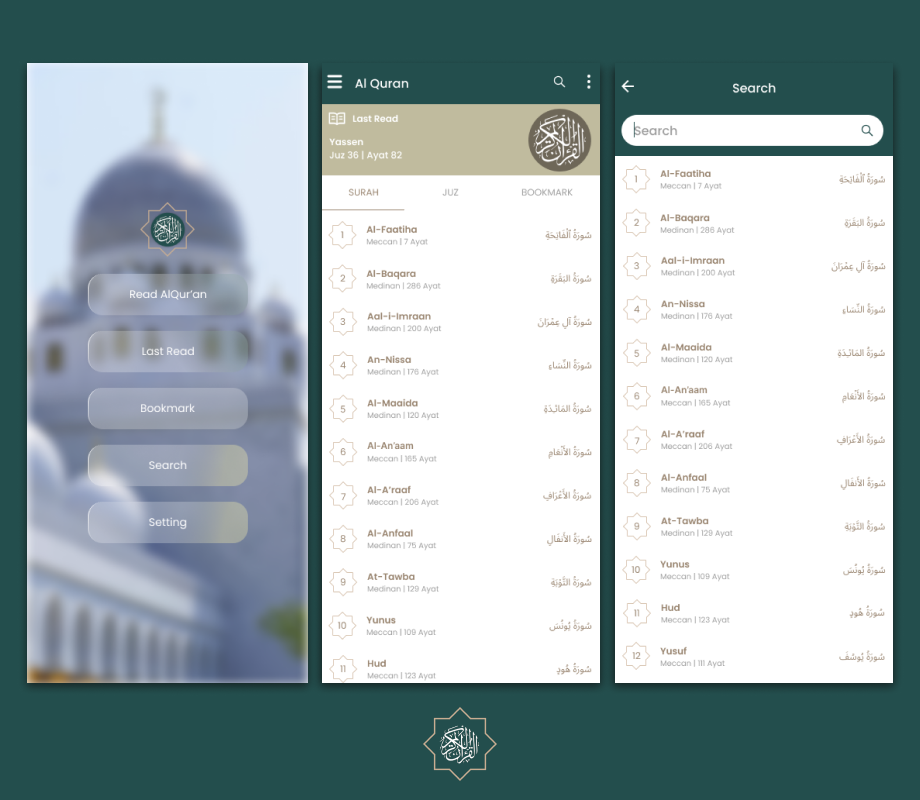 Read AlQur'an
Last Read
Bookmark
Search
Setting
Al Quran
Last Read
Yassen
Juz 36 | Ayat 82
القرآن الكريم
SURAH JUZ BOOKMARK
1 Al-Faatiha سُورَةُ ٱلْفَاتِحَةِ
Meccan | 7 Ayat
2 Al-Baqara سُورَةُ البَقَرَةِ
Medinan | 286 Ayat
3 Aal-i-Imraan سُورَةُ آلِ عِمۡرَانَ
Medinan | 200 Ayat
4 An-Nissa سُورَةُ النِّسَاءِ
Medinan | 176 Ayat
5 Al-Maaida سُورَةُ المَائـِدَةِ
Medinan | 120 Ayat
6 Al-An'aam سُورَةُ الأَنۡعَامِ
Meccan | 165 Ayat
7 Al-A'raaf سُورَةُ الأَعۡرَافِ
Meccan | 206 Ayat
8 Al-Anfaal سُورَةُ الأَنفَالِ
Medinan | 75 Ayat
9 At-Tawba سُورَةُ التَّوۡبَةِ
Medinan | 129 Ayat
10 Yunus سُورَةُ يُونُسَ
Meccan | 109 Ayat
11 Hud سُورَةُ هُودٍ
Meccan | 123 Ayat
Search
Search
1 Al-Faatiha سُورَةُ ٱلْفَاتِحَةِ
Meccan | 7 Ayat
2 Al-Baqara سُورَةُ البَقَرَةِ
Medinan | 286 Ayat
3 Aal-i-Imraan سُورَةُ آلِ عِمۡرَانَ
Medinan | 200 Ayat
4 An-Nissa سُورَةُ النِّسَاءِ
Medinan | 176 Ayat
5 Al-Maaida سُورَةُ المَائـِدَةِ
Medinan | 120 Ayat
6 Al-An'aam سُورَةُ الأَنۡعَامِ
Meccan | 165 Ayat
7 Al-A'raaf سُورَةُ الأَعۡرَافِ
Meccan | 206 Ayat
8 Al-Anfaal سُورَةُ الأَنفَالِ
Medinan | 75 Ayat
9 At-Tawba سُورَةُ التَّوۡبَةِ
Medinan | 129 Ayat
10 Yunus سُورَةُ يُونُسَ
Meccan | 109 Ayat
11 Hud سُورَةُ هُودٍ
Meccan | 123 Ayat
12 Yusuf سُورَةُ يُوسُفَ
Meccan | 111 Ayat